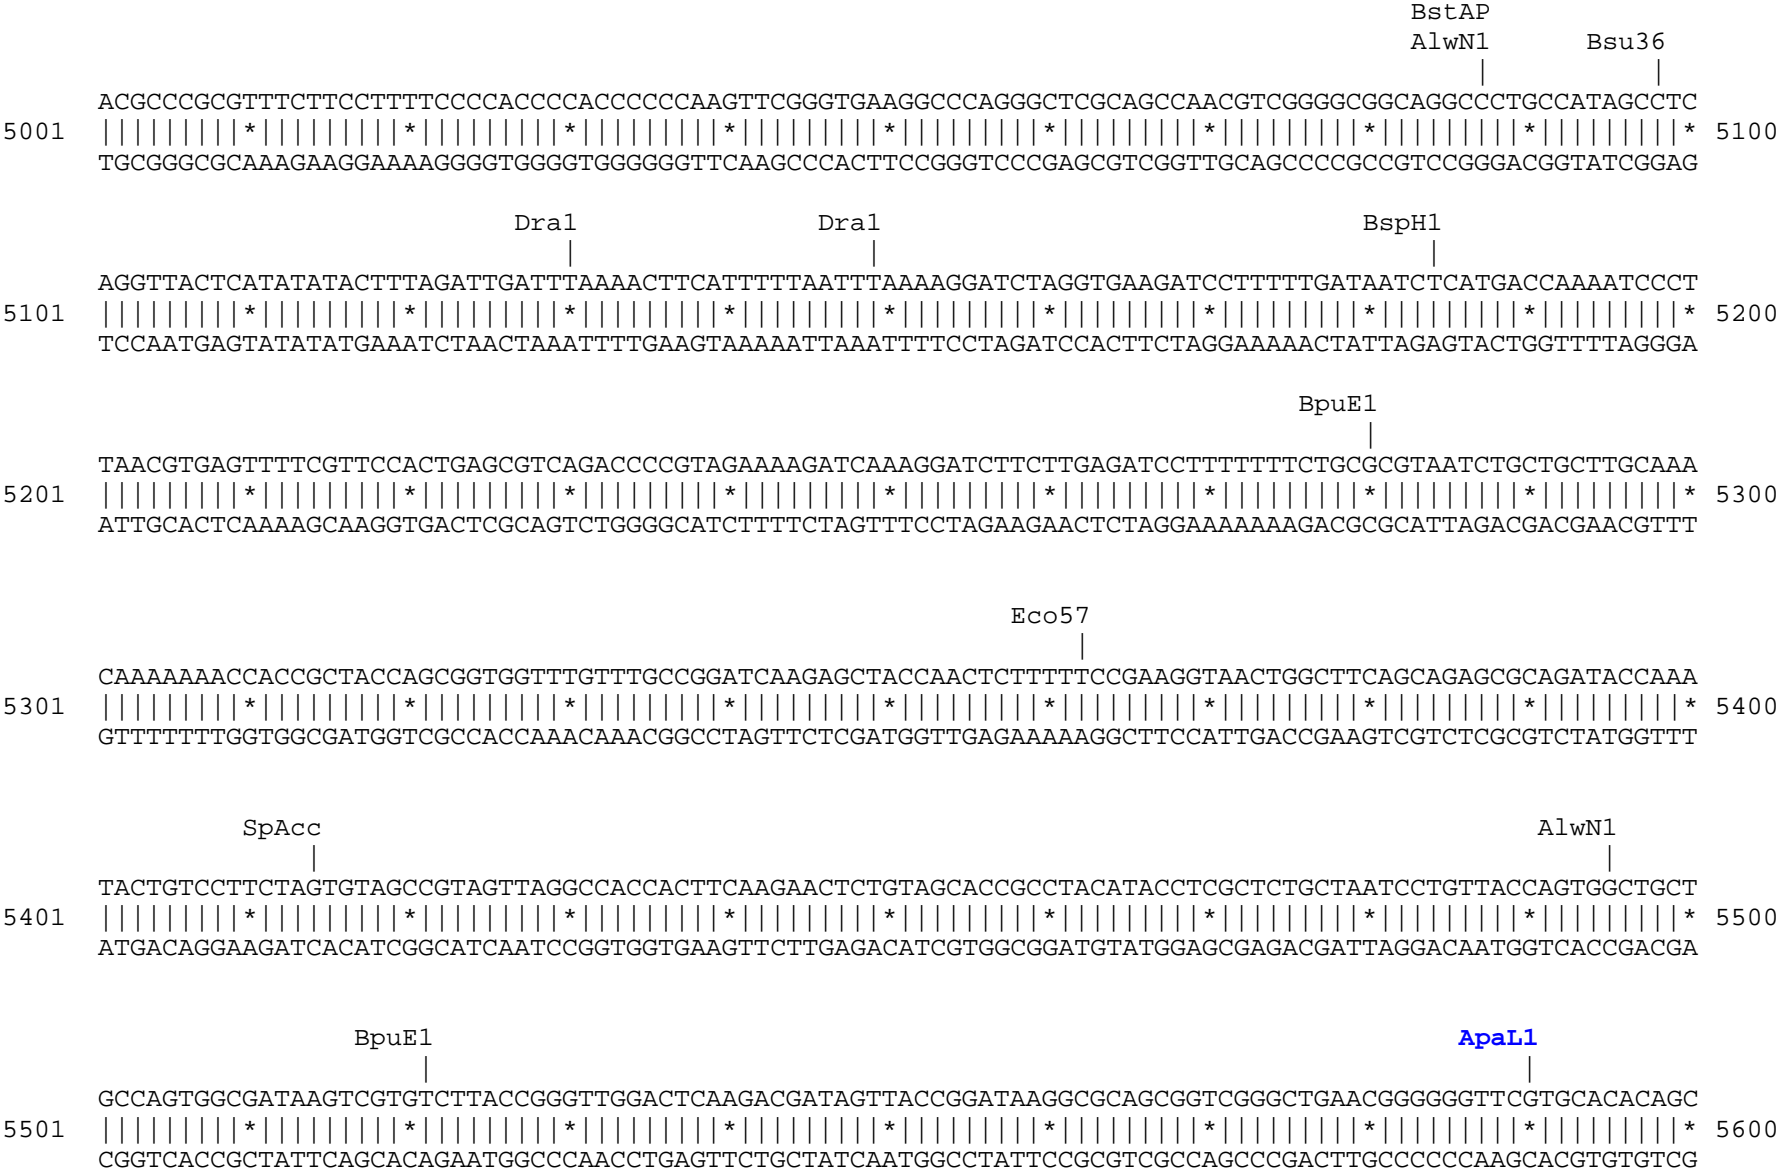 BstAP
AlwN1 Bsu36
| |
ACGCCCGCGTTTCTTCCTTTTCCCCACCCCACCCCCCAAGTTCGGGTGAAGGCCCAGGGCTCGCAGCCAACGTCGGGGCGGCAGGCCCTGCCATAGCCTC
5001 |||||||||*|||||||||*|||||||||*|||||||||*|||||||||*|||||||||*|||||||||*|||||||||*|||||||||*|||||||||* 5100
TGCGGGCGCAAAGAAGGAAAAGGGGTGGGGTGGGGGGTTCAAGCCCACTTCCGGGTCCCGAGCGTCGGTTGCAGCCCCGCCGTCCGGGACGGTATCGGAG
Dra1 Dra1 BspH1
| | |
AGGTTACTCATATATACTTTAGATTGATTTAAAACTTCATTTTTAATTTAAAAGGATCTAGGTGAAGATCCTTTTTGATAATCTCATGACCAAAATCCCT
5101 |||||||||*|||||||||*|||||||||*|||||||||*|||||||||*|||||||||*|||||||||*|||||||||*|||||||||*|||||||||* 5200
TCCAATGAGTATATATGAAATCTAACTAAATTTTGAAGTAAAAATTAAATTTTCCTAGATCCACTTCTAGGAAAAACTATTAGAGTACTGGTTTTAGGGA
BpuE1
|
TAACGTGAGTTTTCGTTCCACTGAGCGTCAGACCCCGTAGAAAAGATCAAAGGATCTTCTTGAGATCCTTTTTTTCTGCGCGTAATCTGCTGCTTGCAAA
5201 |||||||||*|||||||||*|||||||||*|||||||||*|||||||||*|||||||||*|||||||||*|||||||||*|||||||||*|||||||||* 5300
ATTGCACTCAAAAGCAAGGTGACTCGCAGTCTGGGGCATCTTTTCTAGTTTCCTAGAAGAACTCTAGGAAAAAAAGACGCGCATTAGACGACGAACGTTT
Eco57
|
CAAAAAAACCACCGCTACCAGCGGTGGTTTGTTTGCCGGATCAAGAGCTACCAACTCTTTTTCCGAAGGTAACTGGCTTCAGCAGAGCGCAGATACCAAA
5301 |||||||||*|||||||||*|||||||||*|||||||||*|||||||||*|||||||||*|||||||||*|||||||||*|||||||||*|||||||||* 5400
GTTTTTTTGGTGGCGATGGTCGCCACCAAACAAACGGCCTAGTTCTCGATGGTTGAGAAAAAGGCTTCCATTGACCGAAGTCGTCTCGCGTCTATGGTTT
SpAcc AlwN1
| |
TACTGTCCTTCTAGTGTAGCCGTAGTTAGGCCACCACTTCAAGAACTCTGTAGCACCGCCTACATACCTCGCTCTGCTAATCCTGTTACCAGTGGCTGCT
5401 |||||||||*|||||||||*|||||||||*|||||||||*|||||||||*|||||||||*|||||||||*|||||||||*|||||||||*|||||||||* 5500
ATGACAGGAAGATCACATCGGCATCAATCCGGTGGTGAAGTTCTTGAGACATCGTGGCGGATGTATGGAGCGAGACGATTAGGACAATGGTCACCGACGA
BpuE1 ApaL1
| |
GCCAGTGGCGATAAGTCGTGTCTTACCGGGTTGGACTCAAGACGATAGTTACCGGATAAGGCGCAGCGGTCGGGCTGAACGGGGGGTTCGTGCACACAGC
5501 |||||||||*|||||||||*|||||||||*|||||||||*|||||||||*|||||||||*|||||||||*|||||||||*|||||||||*|||||||||* 5600
CGGTCACCGCTATTCAGCACAGAATGGCCCAACCTGAGTTCTGCTATCAATGGCCTATTCCGCGTCGCCAGCCCGACTTGCCCCCCAAGCACGTGTGTCG